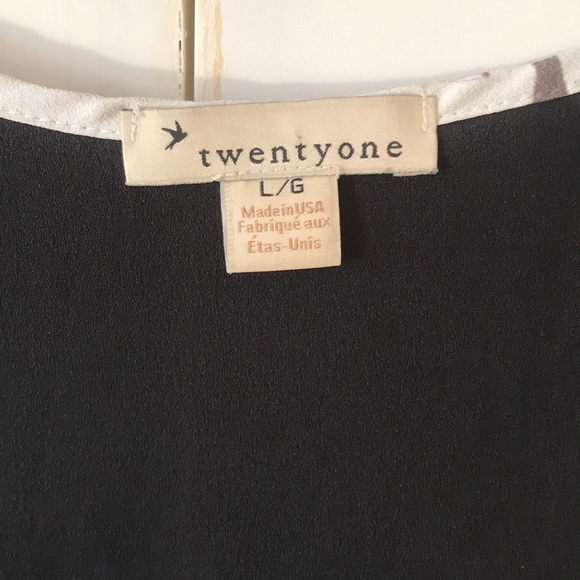 twentyone
L/G
MadeinUSA
Fabriqué aux
États-Unis